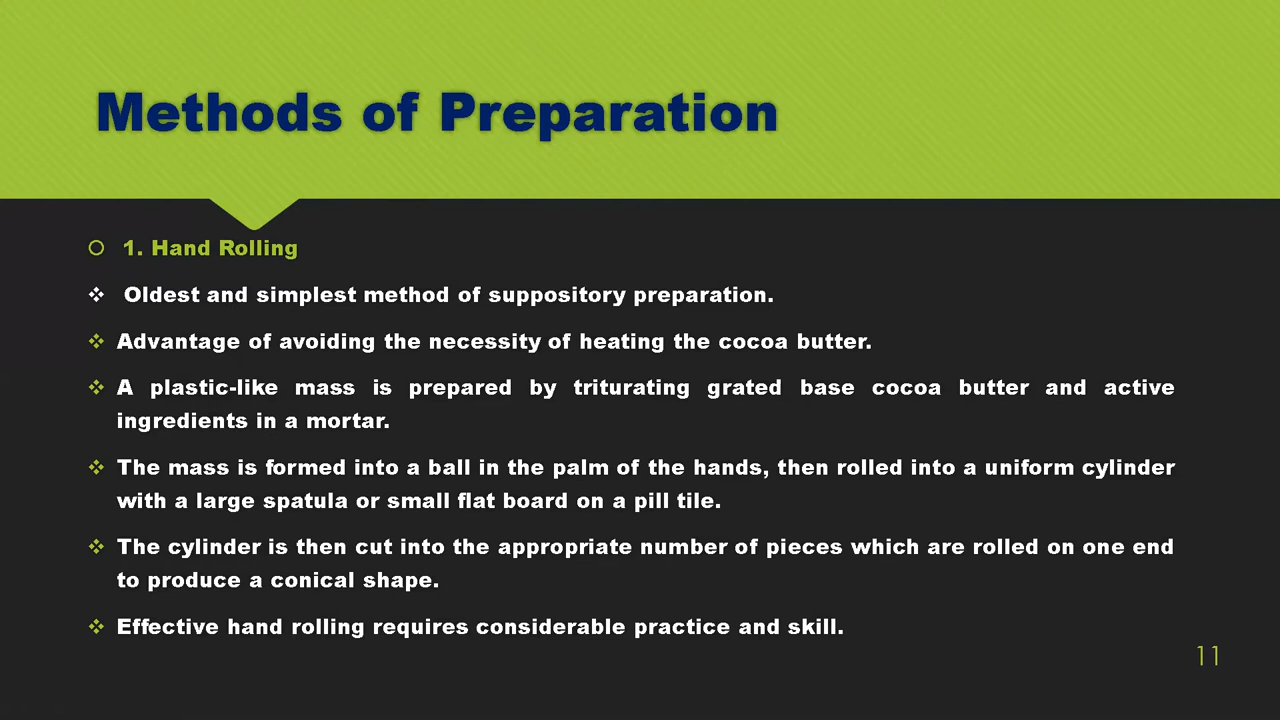 Methods of Preparation
1. Hand Rolling
Oldest and simplest method of suppository preparation.
Advantage of avoiding the necessity of heating the cocoa butter.
A plastic-like mass is prepared by triturating grated base cocoa butter and active
ingredients in a mortar.
The mass is formed into a ball in the palm of the hands, then rolled into a uniform cylinder
with a large spatula or small flat board on a pill tile.
The cylinder is then cut into the appropriate number of pieces which are rolled on one end
to produce a conical shape.
Effective hand rolling requires considerable practice and skill.
11